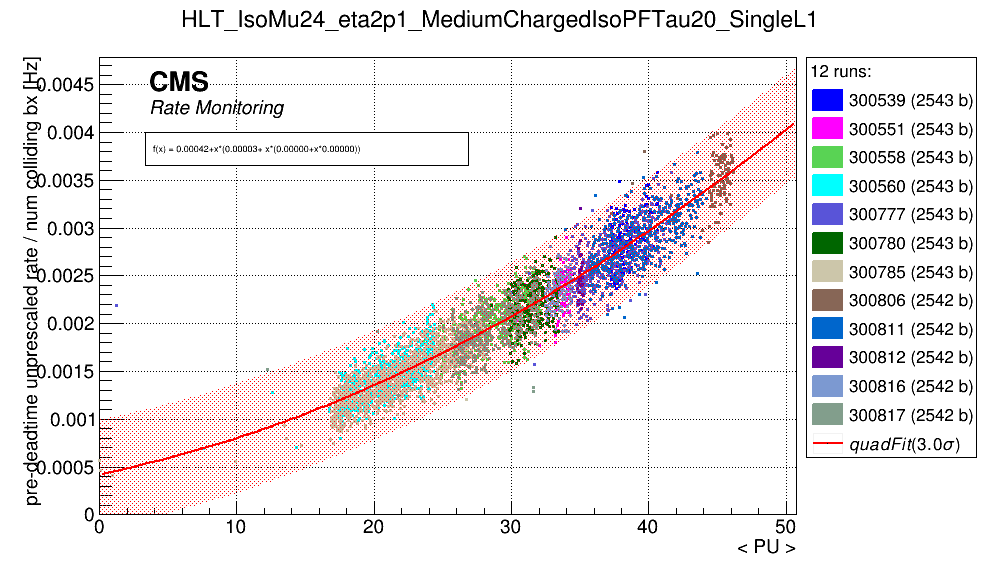 HLT_IsoMu24_eta2p1_MediumChargedIsoPFTau20_SingleL1
pre-deadtime unprescaled rate / num colliding bx [Hz]
CMS
Rate Monitoring
f(x) = 0.00042+x*(0.00003+ x*(0.00000+x*0.00000))
0.0045
0.004
0.0035
0.003
0.0025
0.002
0.0015
0.001
0.0005
0
0 10 20 30 40 50
< PU >
12 runs:
300539 (2543 b)
300551 (2543 b)
300558 (2543 b)
300560 (2543 b)
300777 (2543 b)
300780 (2543 b)
300785 (2543 b)
300806 (2542 b)
300811 (2542 b)
300812 (2542 b)
300816 (2542 b)
300817 (2542 b)
quadFit(3.0σ)